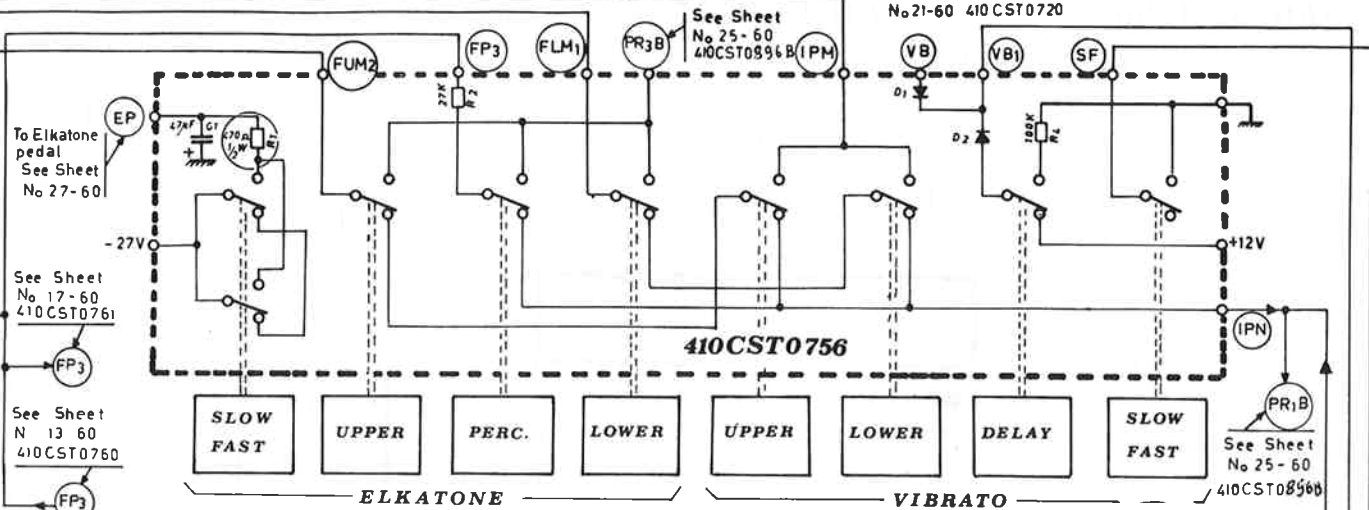 See Sheet
No 25-60
410CST0896B
No 21-60 410CST0720
FUM2
FP3
FLM1
PR3B
IPM
VB
VB1
SF
EP
To Elkatone
pedal
See Sheet
No 27-60
C1
+
470Ω
1/2W
R1
27K
R2
D1
D2
100K
R4
-27V
+12V
See Sheet
No 17-60
410CST0761
FP3
See Sheet
N 13 60
410CST0760
FP3
410CST0756
IPN
PR1B
See Sheet
No 25-60
410CST0896B
SLOW
FAST
UPPER
PERC.
LOWER
UPPER
LOWER
DELAY
SLOW
FAST
ELKATONE
VIBRATO